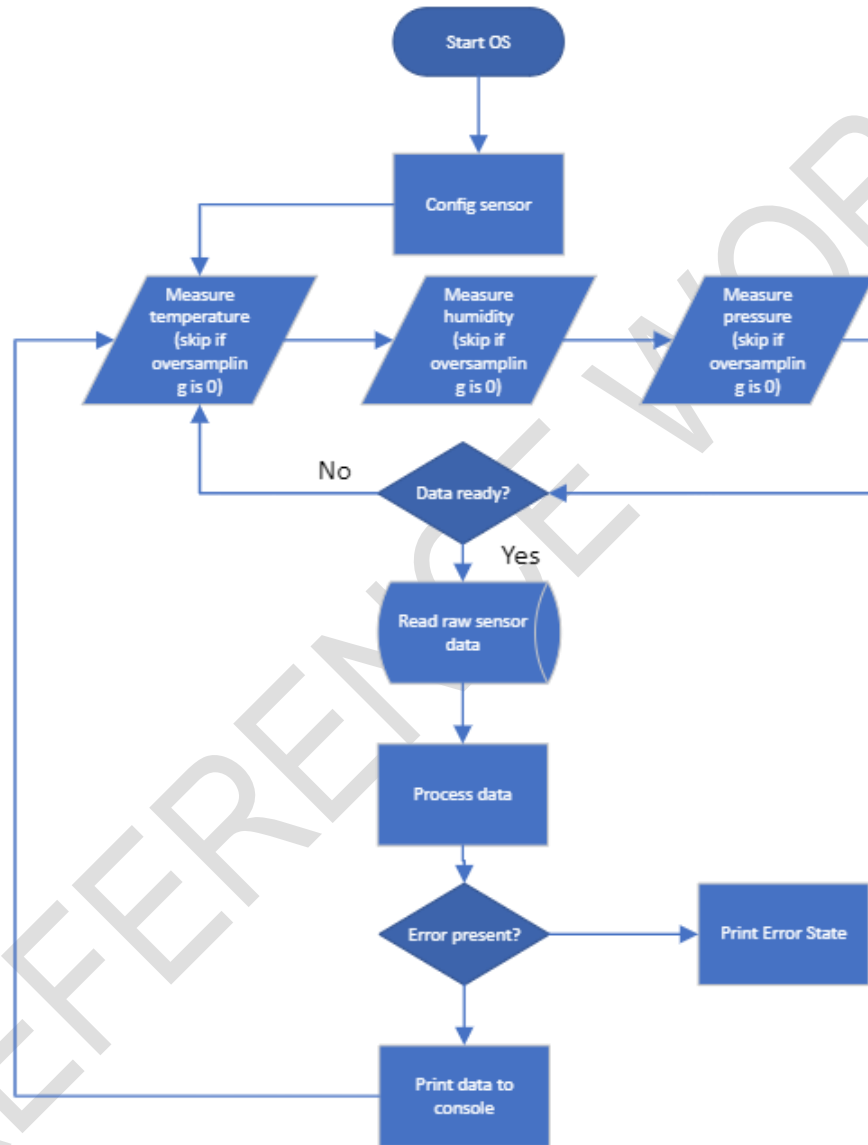 Start OS
Config sensor
Measure
temperature
(skip if
oversamplin
g is 0)
Measure
humidity
(skip if
oversamplin
g is 0)
Measure
pressure
(skip if
oversamplin
g is 0)
No
Data ready?
Yes
Read raw sensor
data
Process data
Error present?
Print Error State
Print data to
console